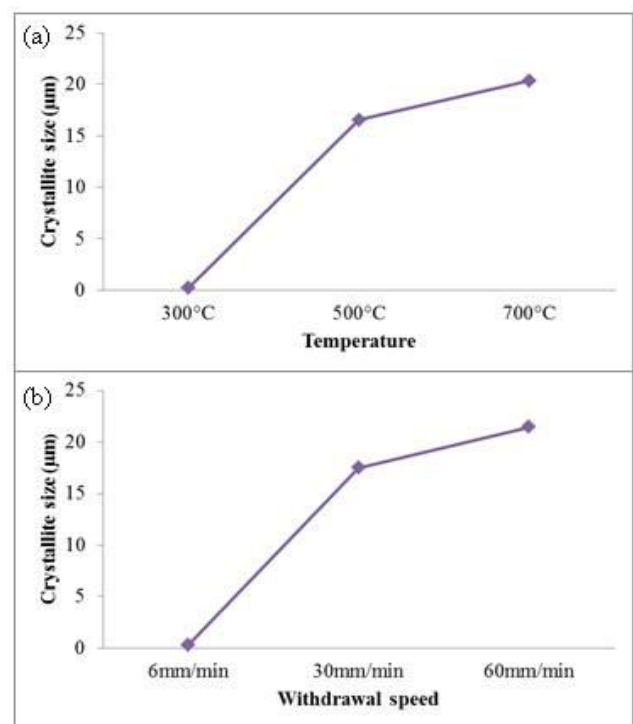 (a)
Crystallite size (µm)
25
20
15
10
5
0
300°C 500°C 700°C
Temperature
(b)
Crystallite size (µm)
25
20
15
10
5
0
6mm/min 30mm/min 60mm/min
Withdrawal speed